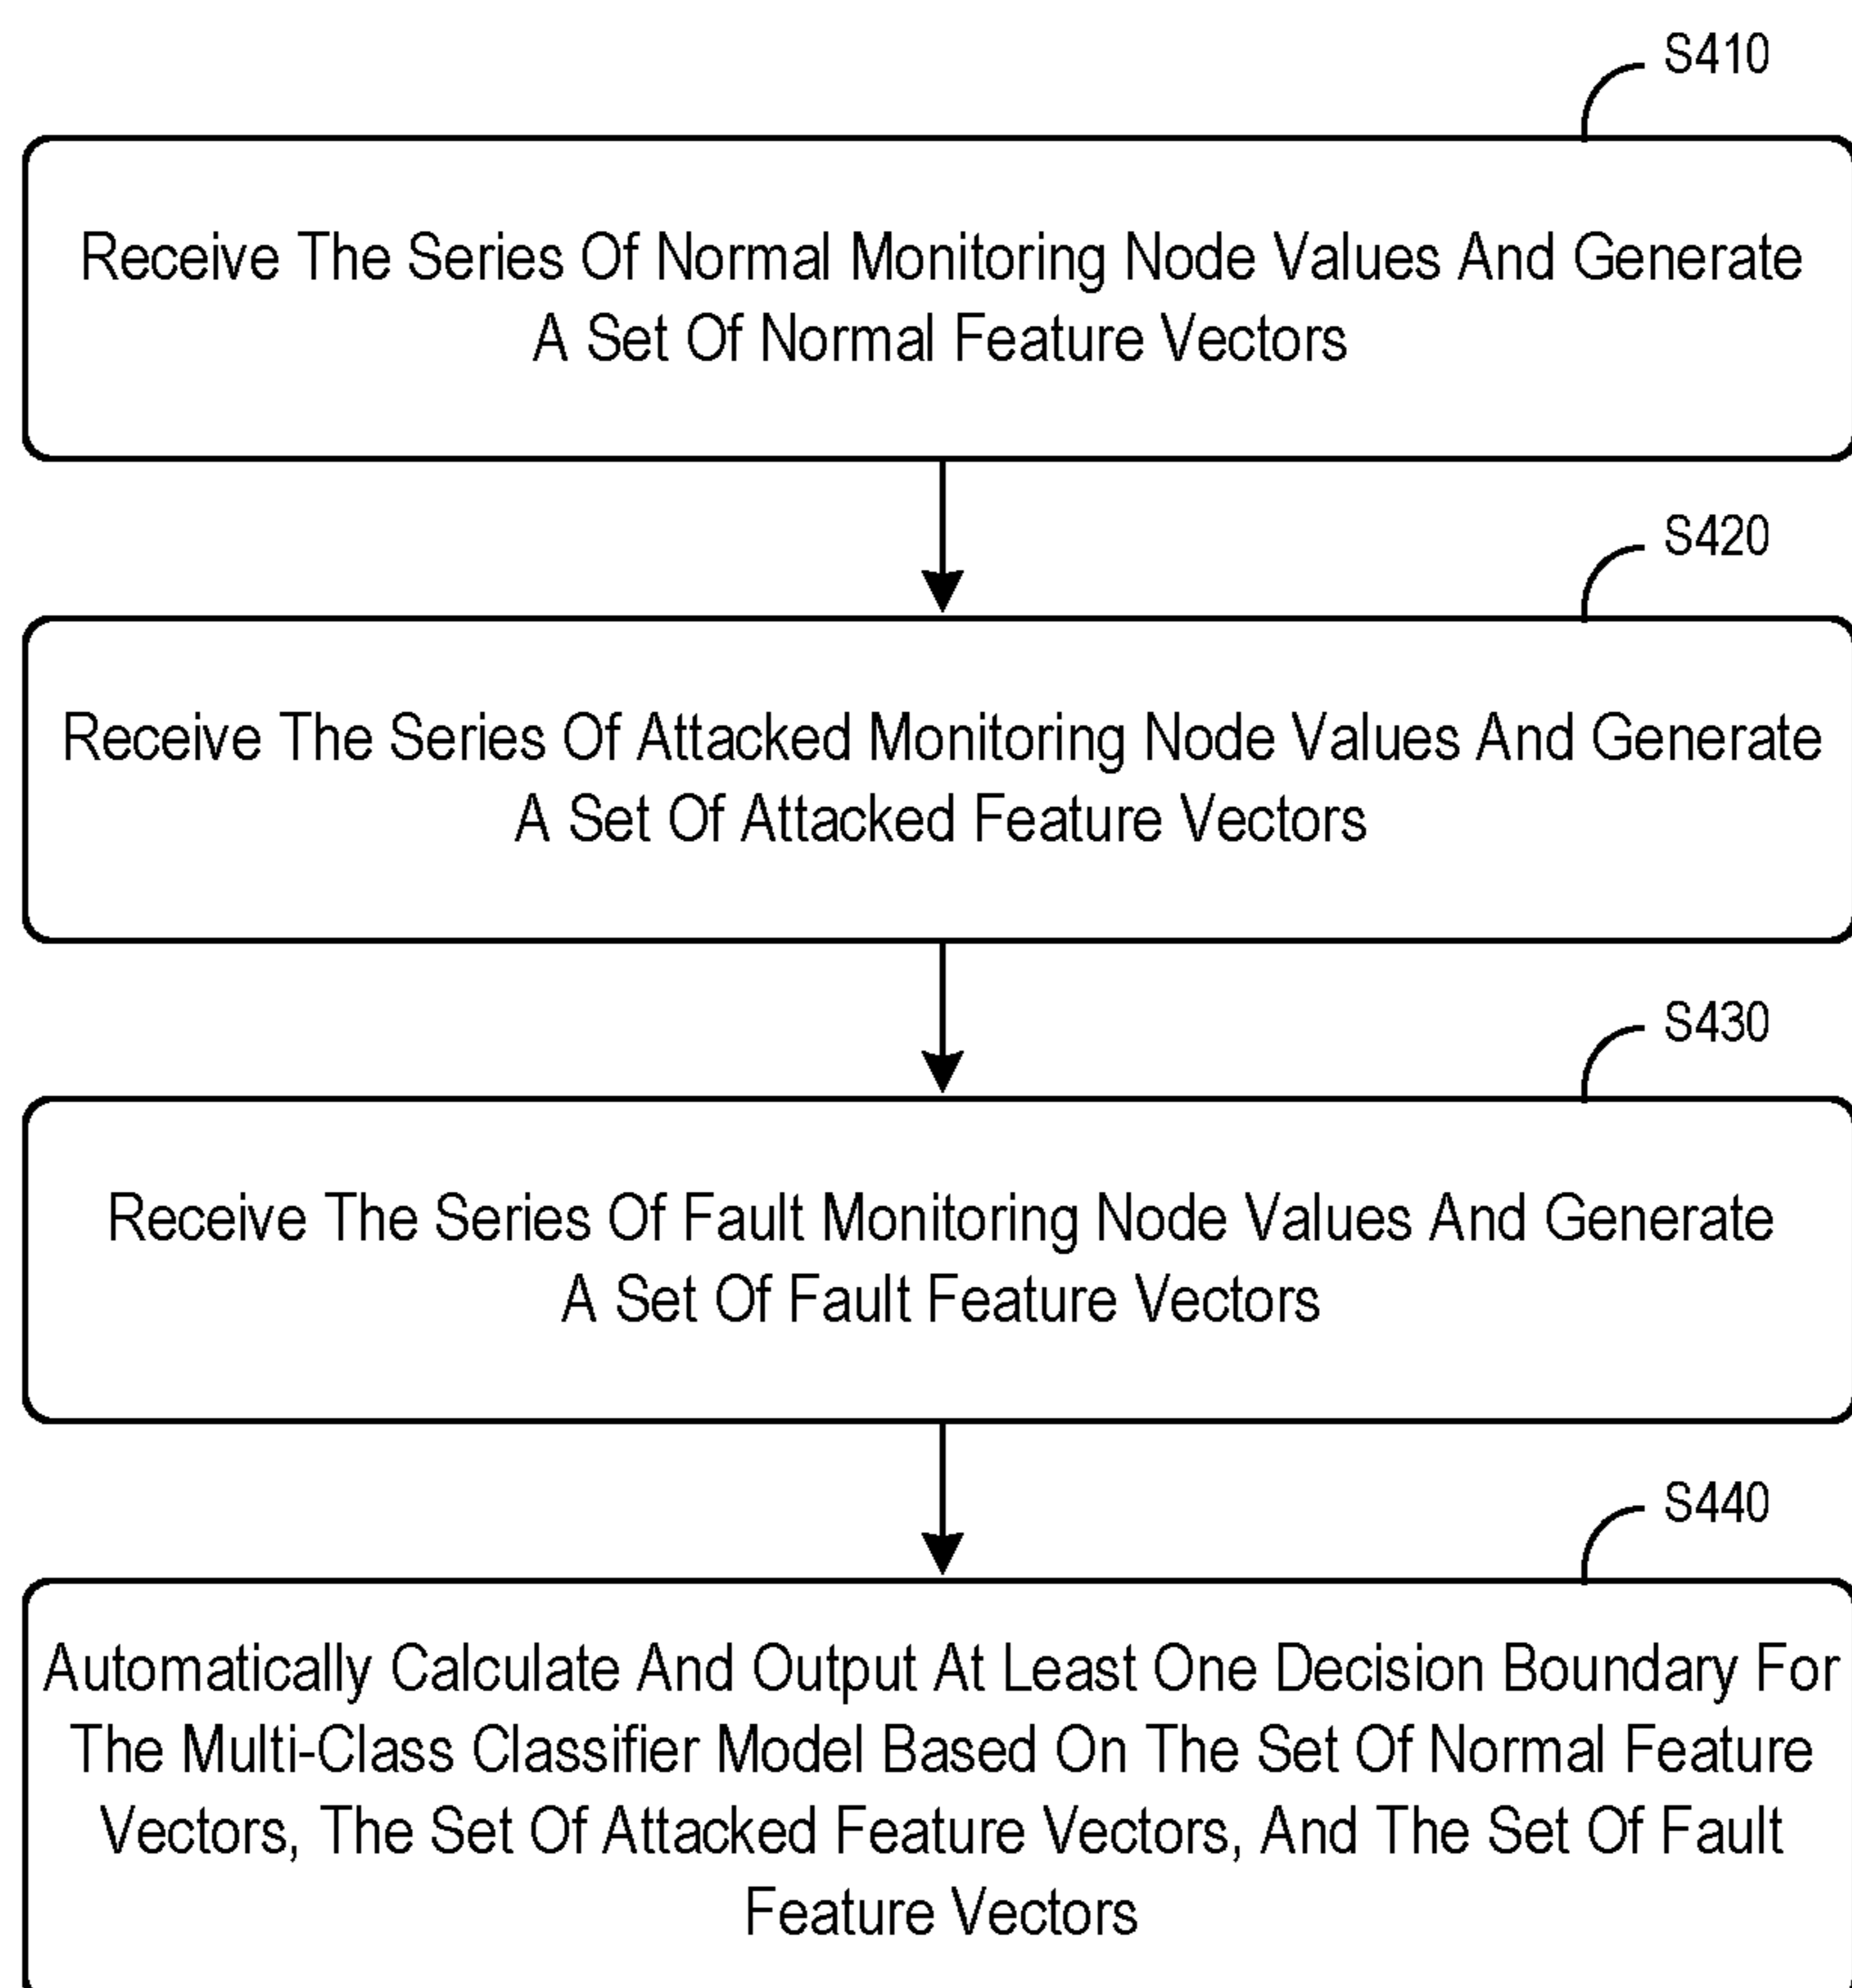 S410
Receive The Series Of Normal Monitoring Node Values And Generate
A Set Of Normal Feature Vectors
S420
Receive The Series Of Attacked Monitoring Node Values And Generate
A Set Of Attacked Feature Vectors
S430
Receive The Series Of Fault Monitoring Node Values And Generate
A Set Of Fault Feature Vectors
S440
Automatically Calculate And Output At Least One Decision Boundary For
The Multi-Class Classifier Model Based On The Set Of Normal Feature
Vectors, The Set Of Attacked Feature Vectors, And The Set Of Fault
Feature Vectors